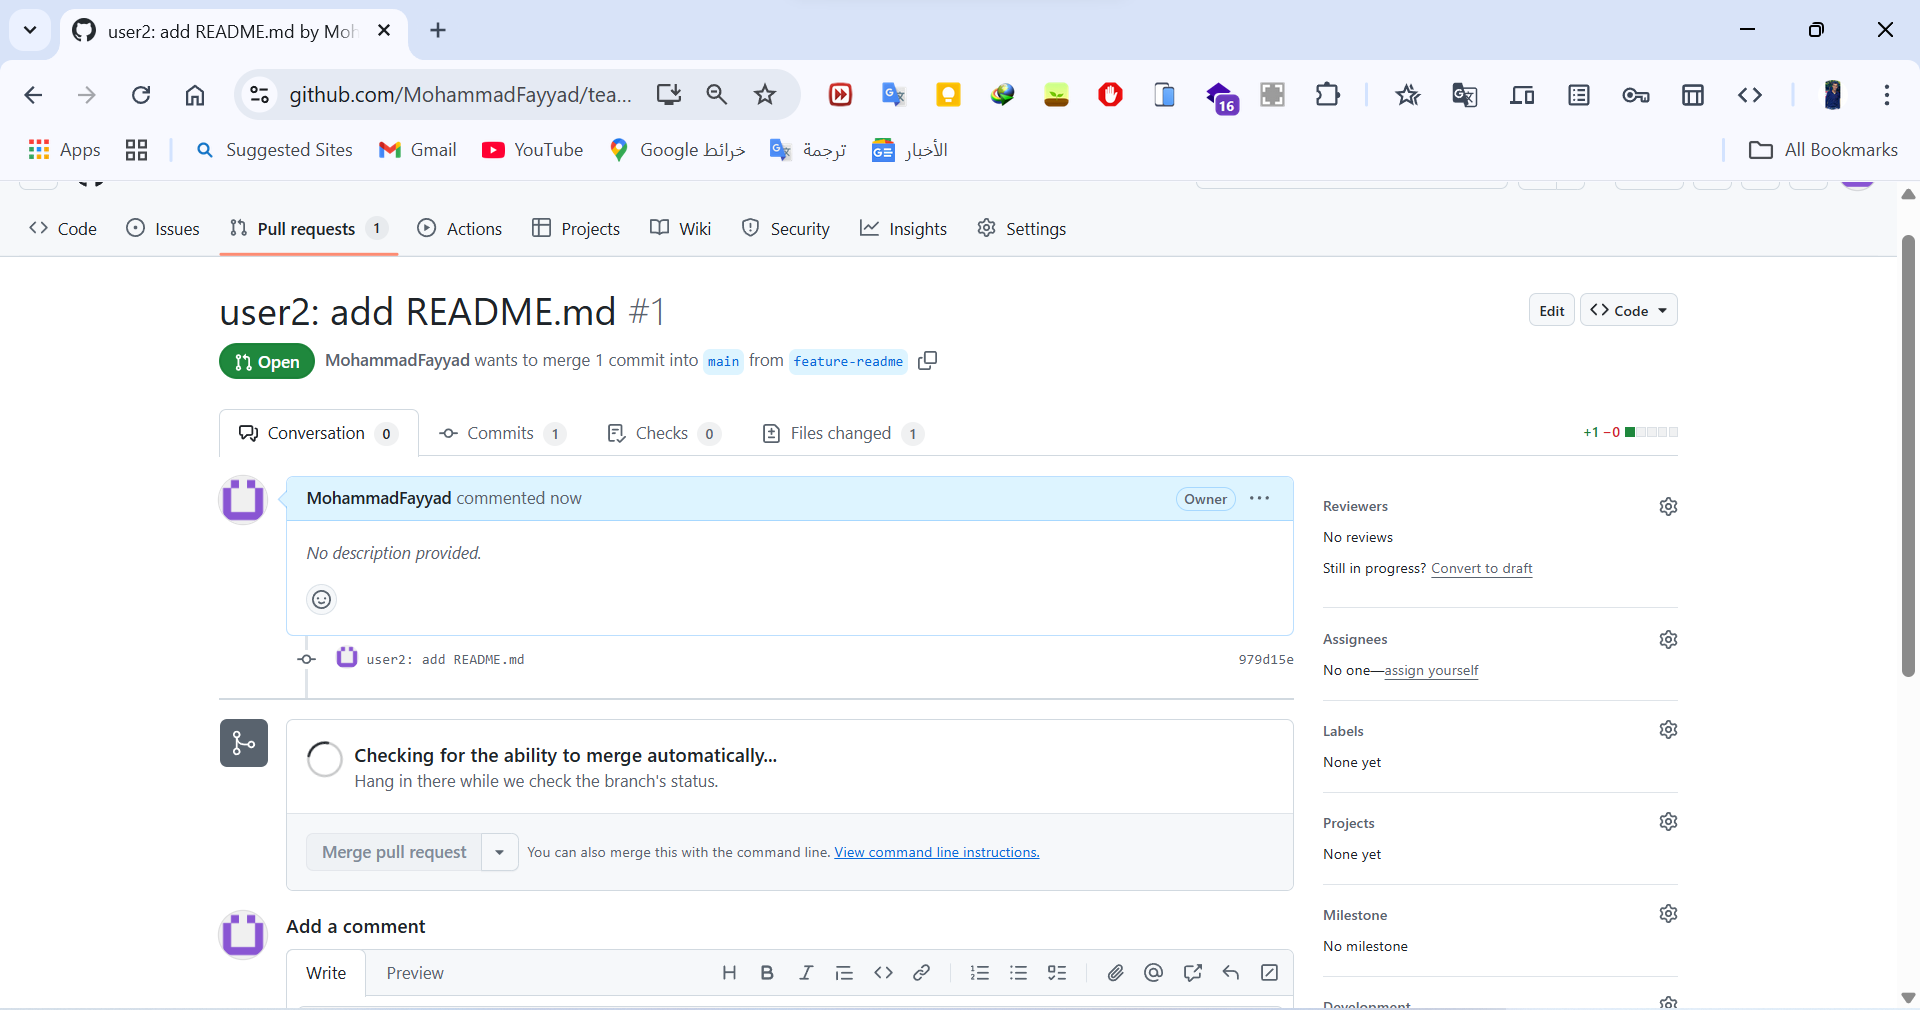 user2: add README.md by Moh
github.com/MohammadFayyad/tea...
16
Apps
Suggested Sites
Gmail
YouTube
خرائط Google
ترجمة
الأخبار
All Bookmarks
Code
Issues
Pull requests 1
Actions
Projects
Wiki
Security
Insights
Settings
user2: add README.md #1
Edit
Code
Open
MohammadFayyad wants to merge 1 commit into main from feature-readme
Conversation 0
Commits 1
Checks 0
Files changed 1
+1 −0
MohammadFayyad commented now
Owner
No description provided.
user2: add README.md
979d15e
Checking for the ability to merge automatically...
Hang in there while we check the branch's status.
Merge pull request
You can also merge this with the command line. View command line instructions.
Add a comment
Write
Preview
Reviewers
No reviews
Still in progress? Convert to draft
Assignees
No one—assign yourself
Labels
None yet
Projects
None yet
Milestone
No milestone
Development